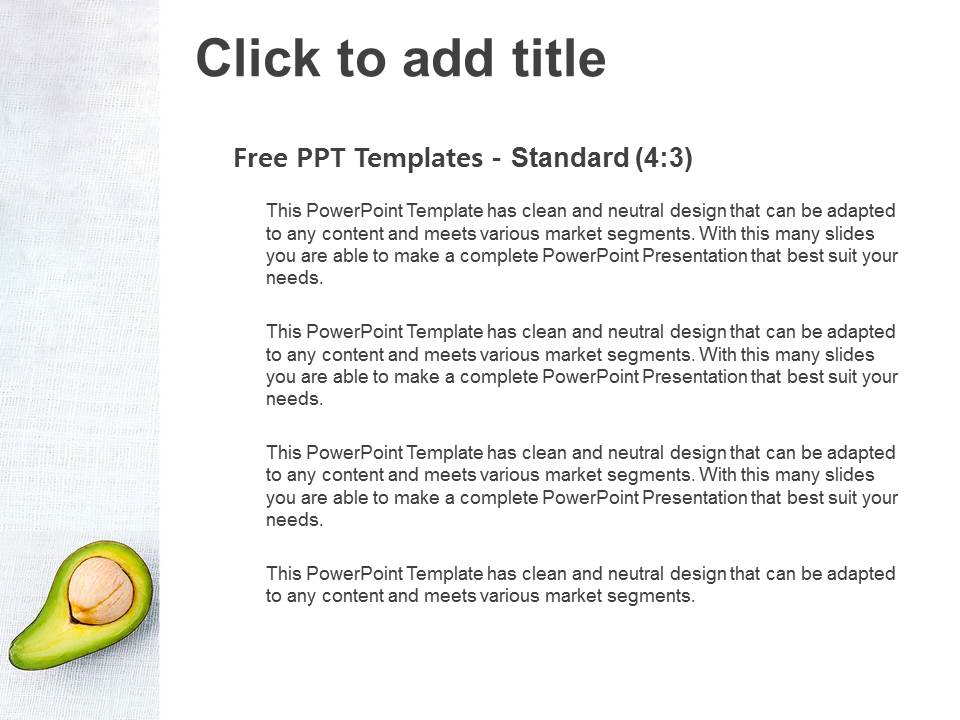 Click to add title
Free PPT Templates - Standard (4:3)
This PowerPoint Template has clean and neutral design that can be adapted
to any content and meets various market segments. With this many slides
you are able to make a complete PowerPoint Presentation that best suit your
needs.
This PowerPoint Template has clean and neutral design that can be adapted
to any content and meets various market segments. With this many slides
you are able to make a complete PowerPoint Presentation that best suit your
needs.
This PowerPoint Template has clean and neutral design that can be adapted
to any content and meets various market segments. With this many slides
you are able to make a complete PowerPoint Presentation that best suit your
needs.
This PowerPoint Template has clean and neutral design that can be adapted
to any content and meets various market segments.